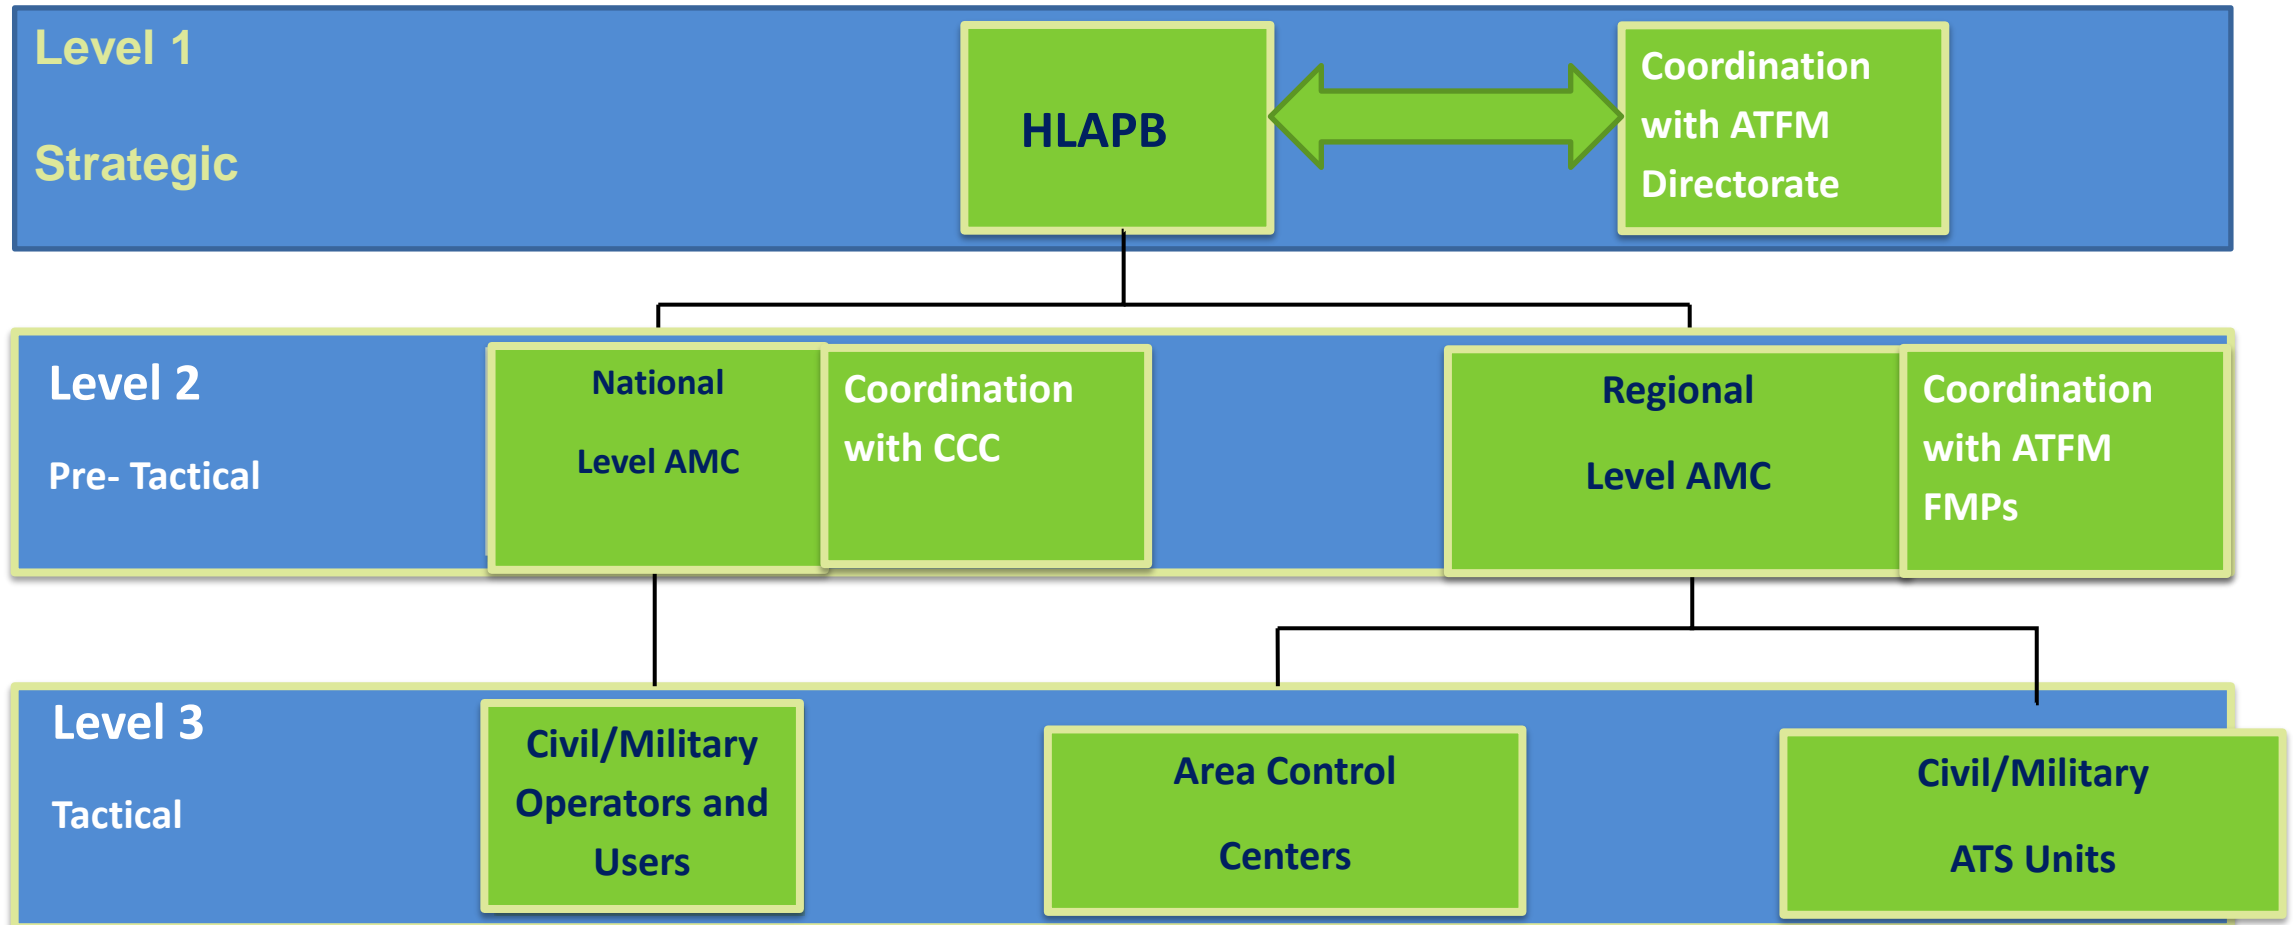 Level 1
Strategic
HLAPB
Coordination
with ATFM
Directorate
Level 2
Pre- Tactical
National
Level AMC
Coordination
with CCC
Regional
Level AMC
Coordination
with ATFM
FMPs
Level 3
Tactical
Civil/Military
Operators and
Users
Area Control
Centers
Civil/Military
ATS Units